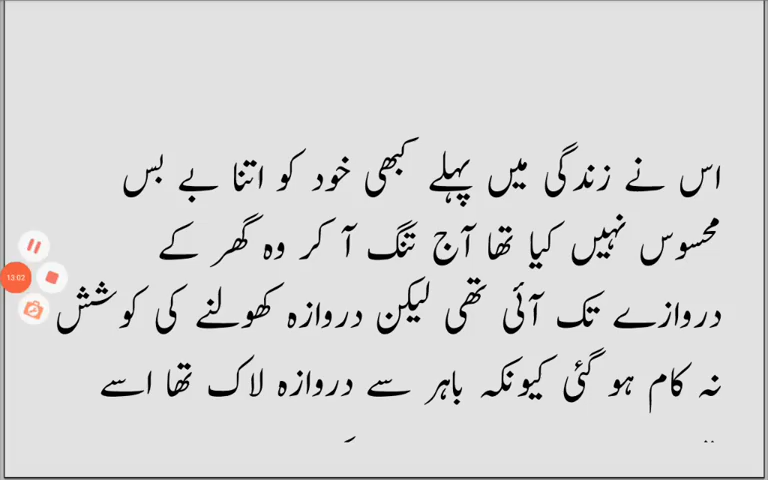 اس نے زندگی میں پہلے کبھی خود کو اتنا بے بس
محسوس نہیں کیا تھا آج تنگ آ کر وہ گھر کے
دروازے تک آئی تھی لیکن دروازہ کھولنے کی کوشش
نہ کام ہو گئی کیونکہ باہر سے دروازہ لاک تھا اسے
13:02